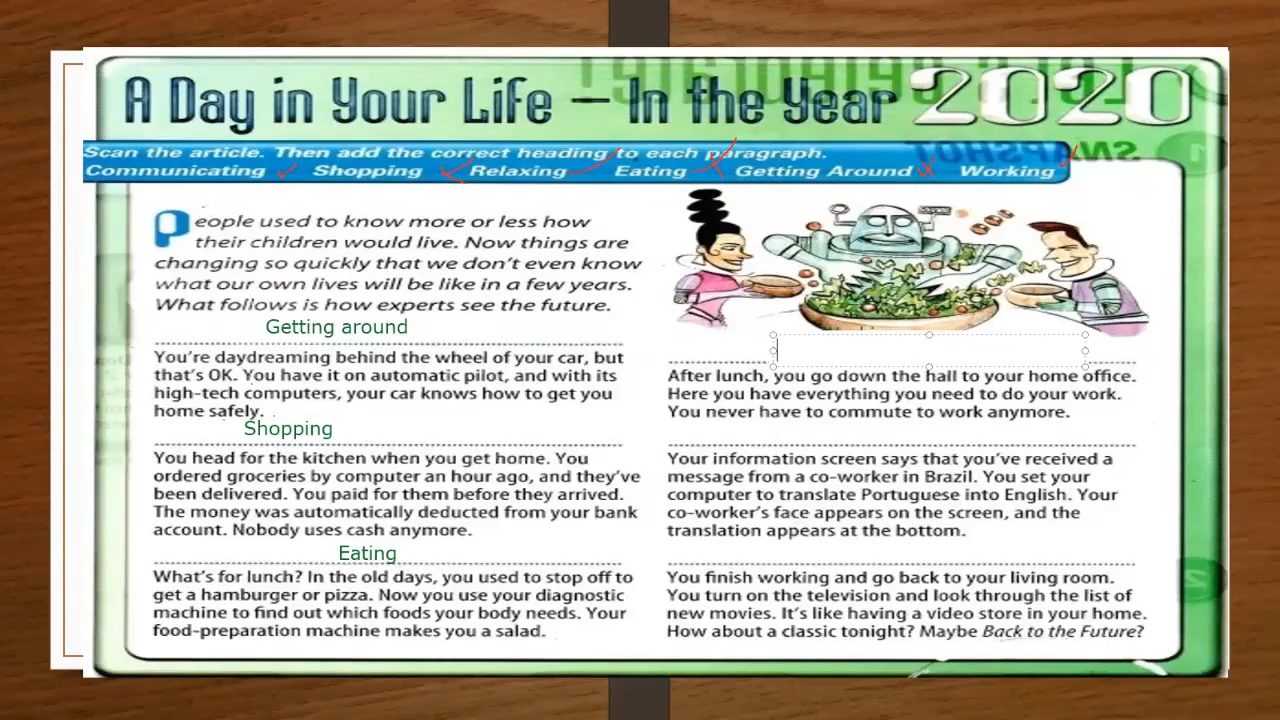 A Day in Your Life – In the Year 2020
Scan the article. Then add the correct heading to each paragraph.
Communicating Shopping Relaxing Eating Getting Around Working
People used to know more or less how
their children would live. Now things are
changing so quickly that we don't even know
what our own lives will be like in a few years.
What follows is how experts see the future.
Getting around
You're daydreaming behind the wheel of your car, but
that's OK. You have it on automatic pilot, and with its
high-tech computers, your car knows how to get you
home safely.
Shopping
You head for the kitchen when you get home. You
ordered groceries by computer an hour ago, and they've
been delivered. You paid for them before they arrived.
The money was automatically deducted from your bank
account. Nobody uses cash anymore.
Eating
What's for lunch? In the old days, you used to stop off to
get a hamburger or pizza. Now you use your diagnostic
machine to find out which foods your body needs. Your
food-preparation machine makes you a salad.
After lunch, you go down the hall to your home office.
Here you have everything you need to do your work.
You never have to commute to work anymore.
Your information screen says that you've received a
message from a co-worker in Brazil. You set your
computer to translate Portuguese into English. Your
co-worker's face appears on the screen, and the
translation appears at the bottom.
You finish working and go back to your living room.
You turn on the television and look through the list of
new movies. It's like having a video store in your home.
How about a classic tonight? Maybe Back to the Future?